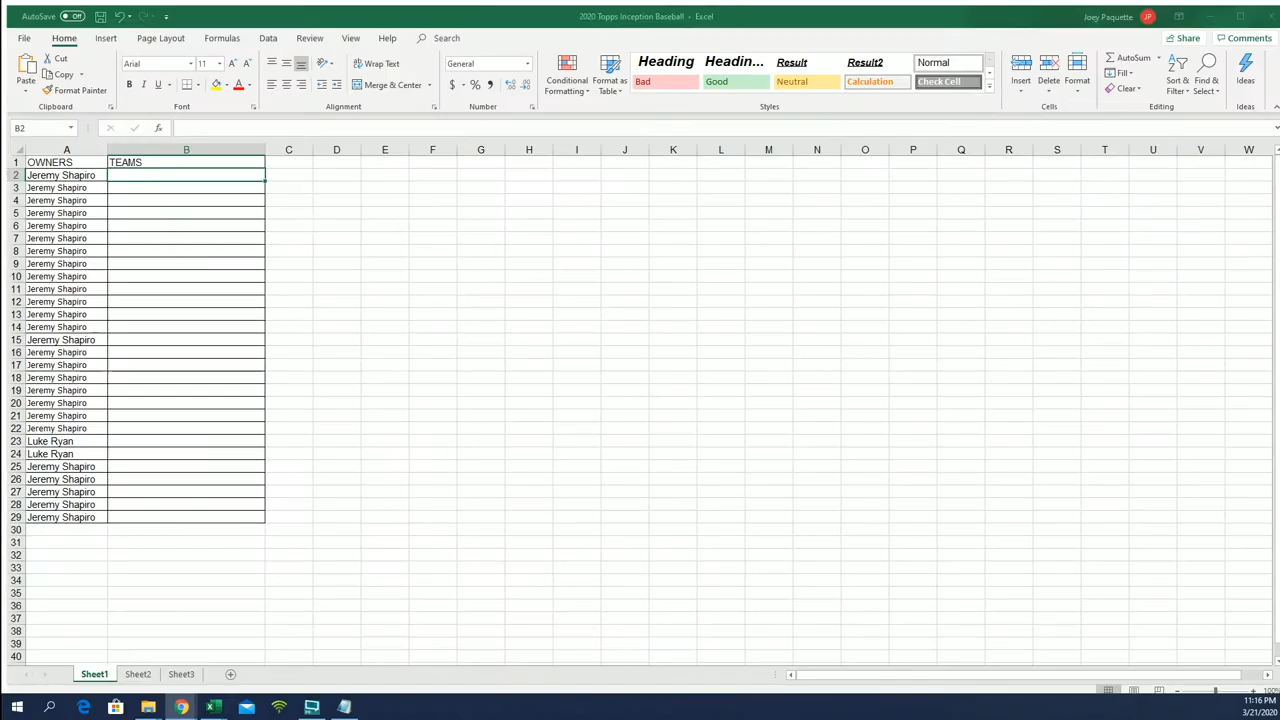 AutoSave Off 2020 Topps Inception Baseball - Excel Joey Paquette JP
File Home Insert Page Layout Formulas Data Review View Help Search Share Comments
Paste Cut Copy Format Painter Clipboard
Arial 11 A A B I U A Font
Wrap Text Merge & Center Alignment
General $ % , Number
Conditional Formatting Format as Table
Heading Headin... Result Result2 Normal
Bad Good Neutral Calculation Check Cell
Styles
Insert Delete Format Cells
AutoSum Fill Clear Sort & Filter Find & Select Editing
Ideas Ideas
B2 fx
A B C D E F G H I J K L M N O P Q R S T U V W
1 OWNERS TEAMS
2 Jeremy Shapiro
3 Jeremy Shapiro
4 Jeremy Shapiro
5 Jeremy Shapiro
6 Jeremy Shapiro
7 Jeremy Shapiro
8 Jeremy Shapiro
9 Jeremy Shapiro
10 Jeremy Shapiro
11 Jeremy Shapiro
12 Jeremy Shapiro
13 Jeremy Shapiro
14 Jeremy Shapiro
15 Jeremy Shapiro
16 Jeremy Shapiro
17 Jeremy Shapiro
18 Jeremy Shapiro
19 Jeremy Shapiro
20 Jeremy Shapiro
21 Jeremy Shapiro
22 Jeremy Shapiro
23 Luke Ryan
24 Luke Ryan
25 Jeremy Shapiro
26 Jeremy Shapiro
27 Jeremy Shapiro
28 Jeremy Shapiro
29 Jeremy Shapiro
30
31
32
33
34
35
36
37
38
39
40
Sheet1 Sheet2 Sheet3
100%
11:16 PM
3/21/2020